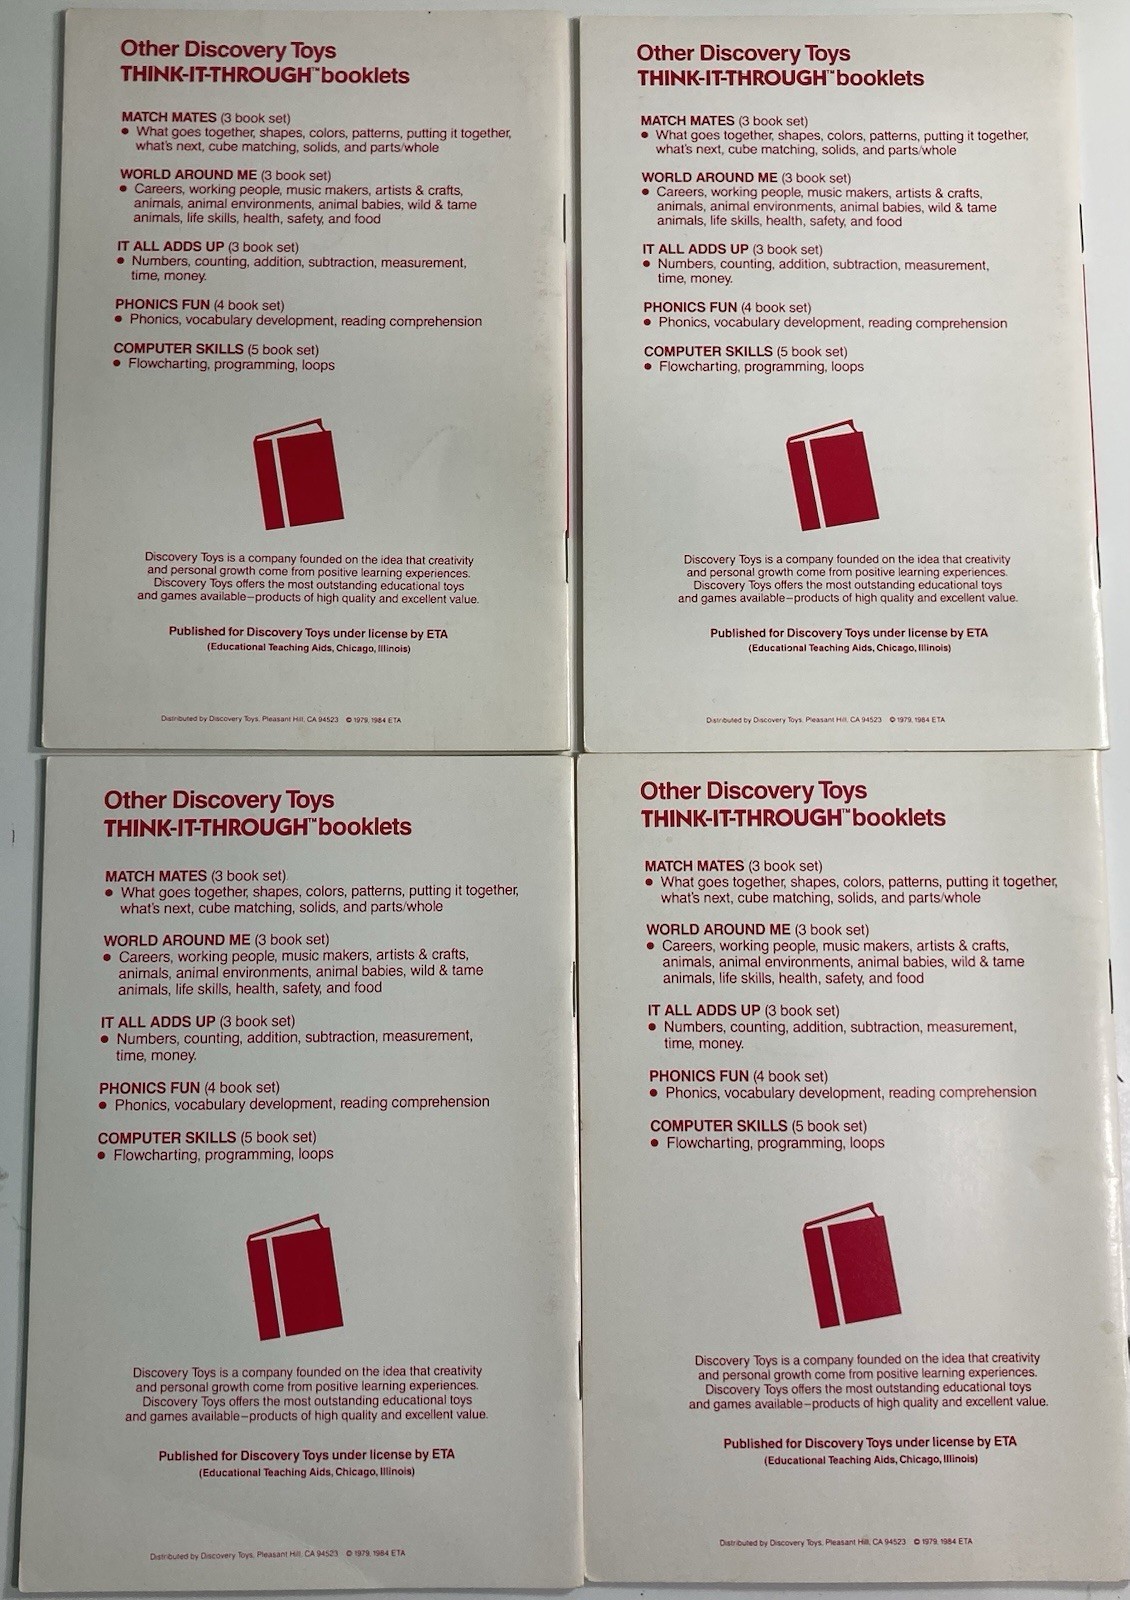 Other Discovery Toys
THINK-IT-THROUGH™ booklets
MATCH MATES (3 book set)
• What goes together, shapes, colors, patterns, putting it together,
what's next, cube matching, solids, and parts/whole
WORLD AROUND ME (3 book set)
• Careers, working people, music makers, artists & crafts,
animals, animal environments, animal babies, wild & tame
animals, life skills, health, safety, and food
IT ALL ADDS UP (3 book set)
• Numbers, counting, addition, subtraction, measurement,
time, money.
PHONICS FUN (4 book set)
• Phonics, vocabulary development, reading comprehension
COMPUTER SKILLS (5 book set)
• Flowcharting, programming, loops
Discovery Toys is a company founded on the idea that creativity
and personal growth come from positive learning experiences.
Discovery Toys offers the most outstanding educational toys
and games available—products of high quality and excellent value.
Published for Discovery Toys under license by ETA
(Educational Teaching Aids, Chicago, Illinois)
Distributed by Discovery Toys, Pleasant Hill, CA 94523 © 1979, 1984 ETA
Other Discovery Toys
THINK-IT-THROUGH™ booklets
MATCH MATES (3 book set)
• What goes together, shapes, colors, patterns, putting it together,
what's next, cube matching, solids, and parts/whole
WORLD AROUND ME (3 book set)
• Careers, working people, music makers, artists & crafts,
animals, animal environments, animal babies, wild & tame
animals, life skills, health, safety, and food
IT ALL ADDS UP (3 book set)
• Numbers, counting, addition, subtraction, measurement,
time, money.
PHONICS FUN (4 book set)
• Phonics, vocabulary development, reading comprehension
COMPUTER SKILLS (5 book set)
• Flowcharting, programming, loops
Discovery Toys is a company founded on the idea that creativity
and personal growth come from positive learning experiences.
Discovery Toys offers the most outstanding educational toys
and games available—products of high quality and excellent value.
Published for Discovery Toys under license by ETA
(Educational Teaching Aids, Chicago, Illinois)
Distributed by Discovery Toys, Pleasant Hill, CA 94523 © 1979, 1984 ETA
Other Discovery Toys
THINK-IT-THROUGH™ booklets
MATCH MATES (3 book set)
• What goes together, shapes, colors, patterns, putting it together,
what's next, cube matching, solids, and parts/whole
WORLD AROUND ME (3 book set)
• Careers, working people, music makers, artists & crafts,
animals, animal environments, animal babies, wild & tame
animals, life skills, health, safety, and food
IT ALL ADDS UP (3 book set)
• Numbers, counting, addition, subtraction, measurement,
time, money.
PHONICS FUN (4 book set)
• Phonics, vocabulary development, reading comprehension
COMPUTER SKILLS (5 book set)
• Flowcharting, programming, loops
Discovery Toys is a company founded on the idea that creativity
and personal growth come from positive learning experiences.
Discovery Toys offers the most outstanding educational toys
and games available—products of high quality and excellent value.
Published for Discovery Toys under license by ETA
(Educational Teaching Aids, Chicago, Illinois)
Distributed by Discovery Toys, Pleasant Hill, CA 94523 © 1979, 1984 ETA
Other Discovery Toys
THINK-IT-THROUGH™ booklets
MATCH MATES (3 book set)
• What goes together, shapes, colors, patterns, putting it together,
what's next, cube matching, solids, and parts/whole
WORLD AROUND ME (3 book set)
• Careers, working people, music makers, artists & crafts,
animals, animal environments, animal babies, wild & tame
animals, life skills, health, safety, and food
IT ALL ADDS UP (3 book set)
• Numbers, counting, addition, subtraction, measurement,
time, money.
PHONICS FUN (4 book set)
• Phonics, vocabulary development, reading comprehension
COMPUTER SKILLS (5 book set)
• Flowcharting, programming, loops
Discovery Toys is a company founded on the idea that creativity
and personal growth come from positive learning experiences.
Discovery Toys offers the most outstanding educational toys
and games available—products of high quality and excellent value.
Published for Discovery Toys under license by ETA
(Educational Teaching Aids, Chicago, Illinois)
Distributed by Discovery Toys, Pleasant Hill, CA 94523 © 1979, 1984 ETA